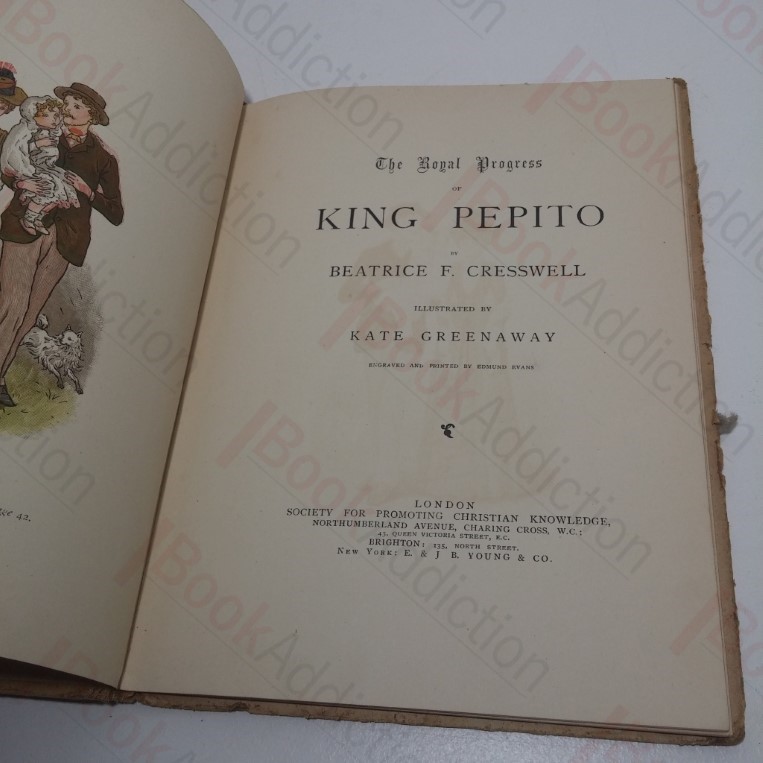 The Royal Progress
OF
KING PEPITO
BY
BEATRICE F. CRESSWELL
ILLUSTRATED BY
KATE GREENAWAY
ENGRAVED AND PRINTED BY EDMUND EVANS
LONDON
SOCIETY FOR PROMOTING CHRISTIAN KNOWLEDGE,
NORTHUMBERLAND AVENUE, CHARING CROSS, W.C.;
43, QUEEN VICTORIA STREET, E.C.
BRIGHTON: 135, NORTH STREET.
NEW YORK: E. & J B. YOUNG & CO.
42.
BookAddiction